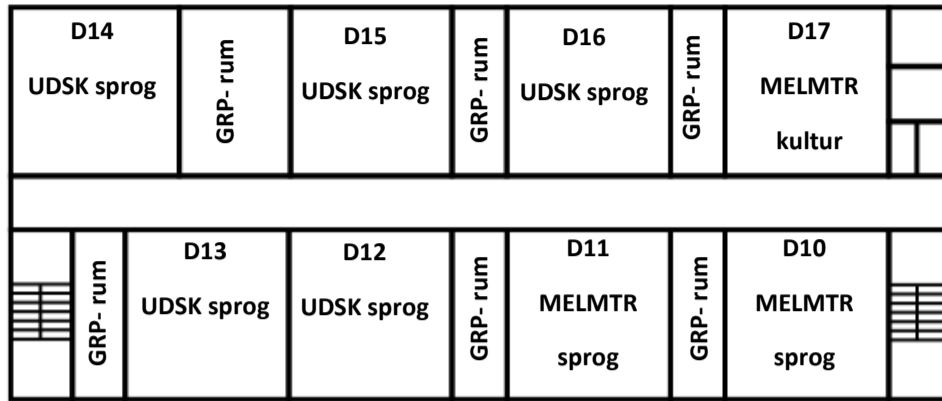 D14
UDSK sprog
GRP- rum
D15
UDSK sprog
GRP- rum
D16
UDSK sprog
GRP- rum
D17
MELMTR
kultur
GRP- rum
D13
UDSK sprog
D12
UDSK sprog
GRP- rum
D11
MELMTR
sprog
GRP- rum
D10
MELMTR
sprog